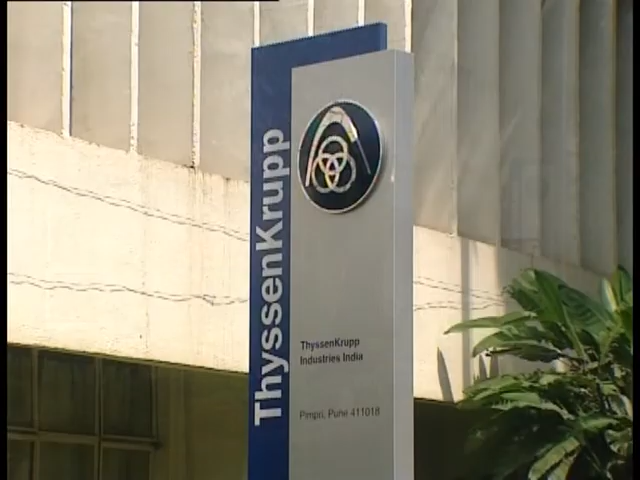 ThyssenKrupp
ThyssenKrupp
Industries India
Pimpri, Pune 411018